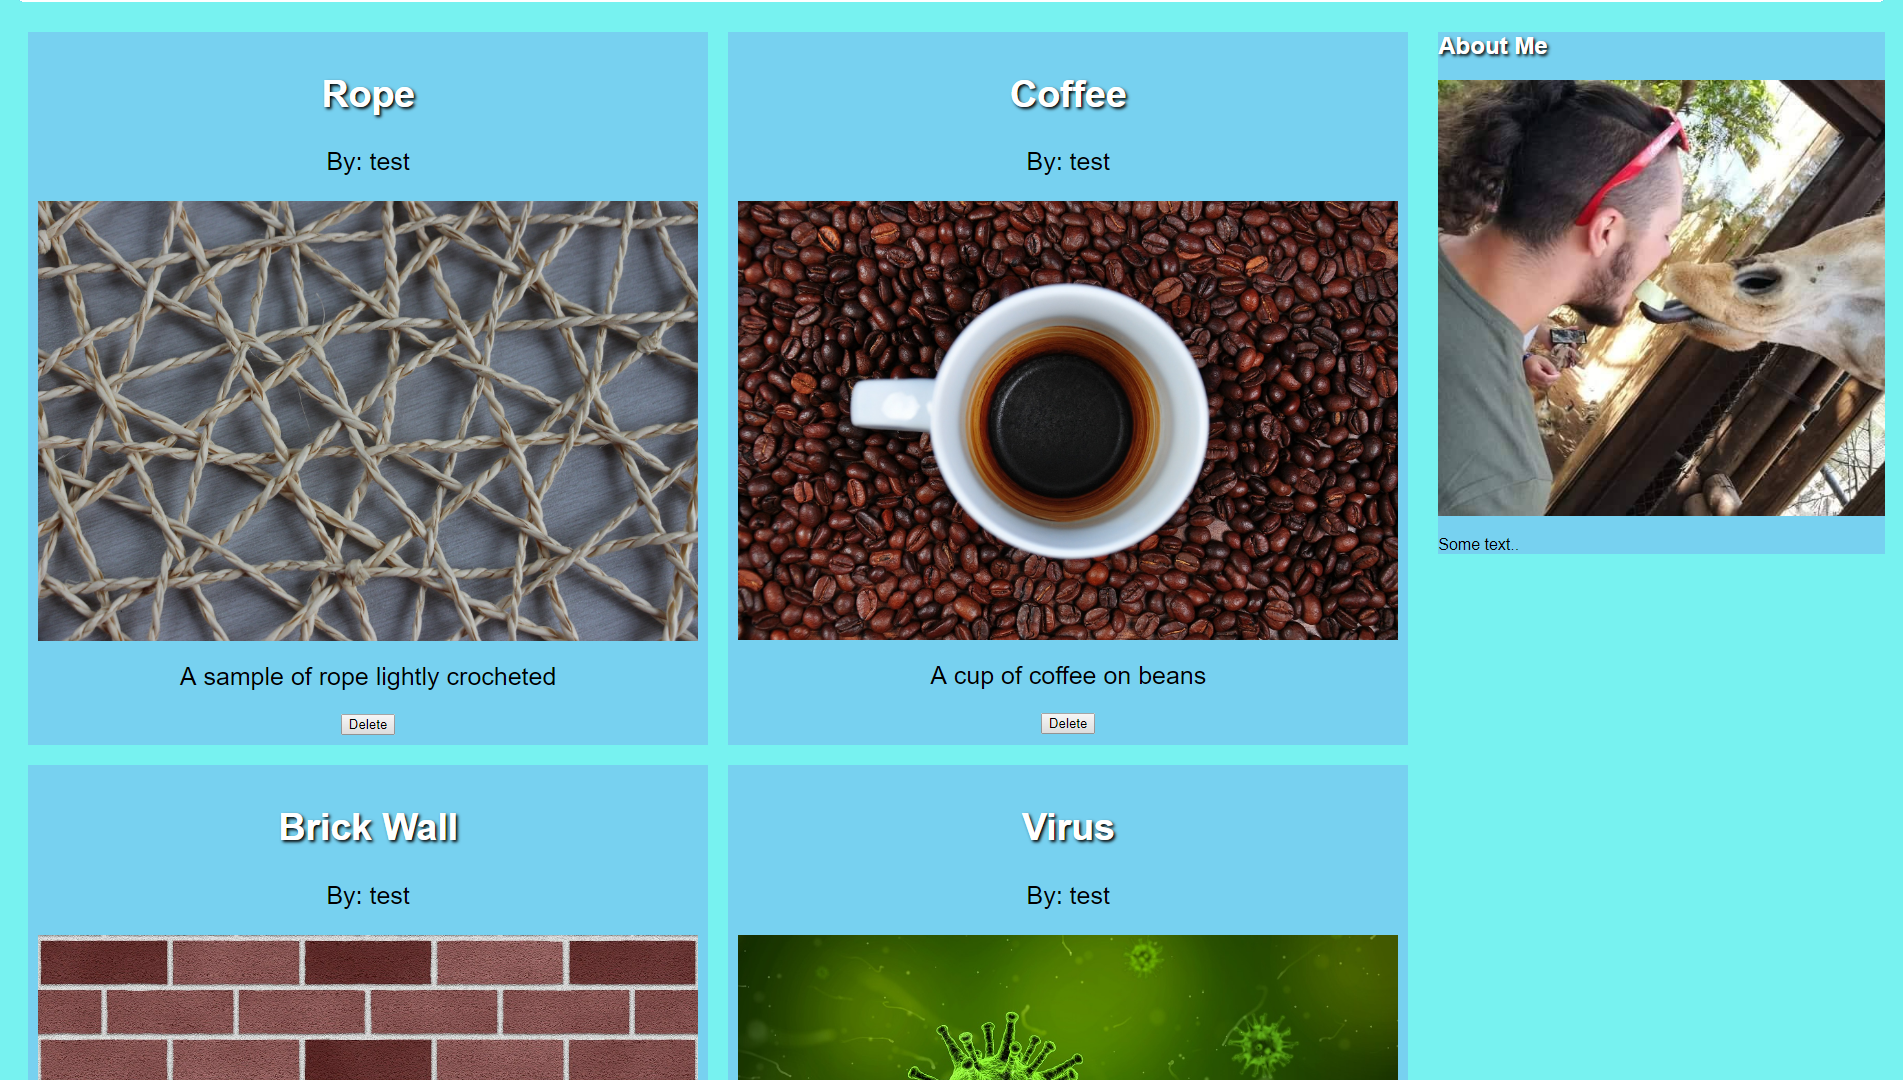 Rope
By: test
A sample of rope lightly crocheted
Delete
Coffee
By: test
A cup of coffee on beans
Delete
Brick Wall
By: test
Virus
By: test
About Me
Some text..